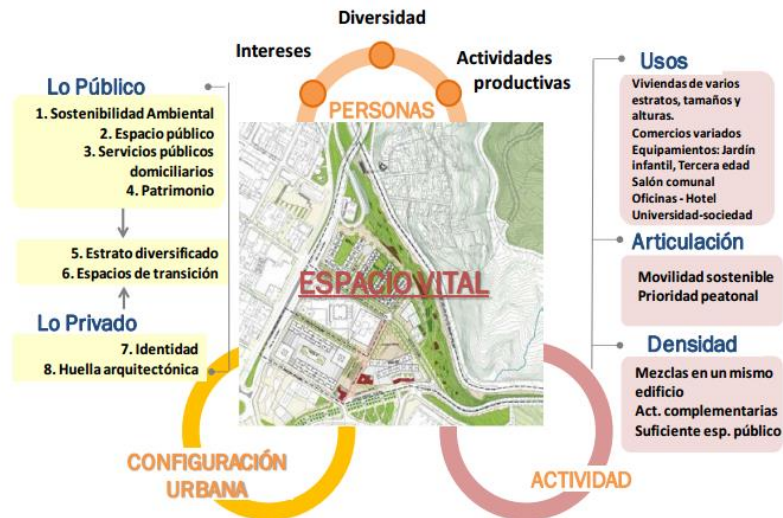 Diversidad
Intereses
Actividades
productivas
PERSONAS
Lo Público
1. Sostenibilidad Ambiental
2. Espacio público
3. Servicios públicos
domiciliarios
4. Patrimonio
5. Estrato diversificado
6. Espacios de transición
Lo Privado
7. Identidad
8. Huella arquitectónica
ESPACIO VITAL
CONFIGURACIÓN
URBANA
ACTIVIDAD
Usos
Viviendas de varios
estratos, tamaños y
alturas.
Comercios variados
Equipamientos: Jardín
infantil, Tercera edad
Salón comunal
Oficinas - Hotel
Universidad-sociedad
Articulación
Movilidad sostenible
Prioridad peatonal
Densidad
Mezclas en un mismo
edificio
Act. complementarias
Suficiente esp. público